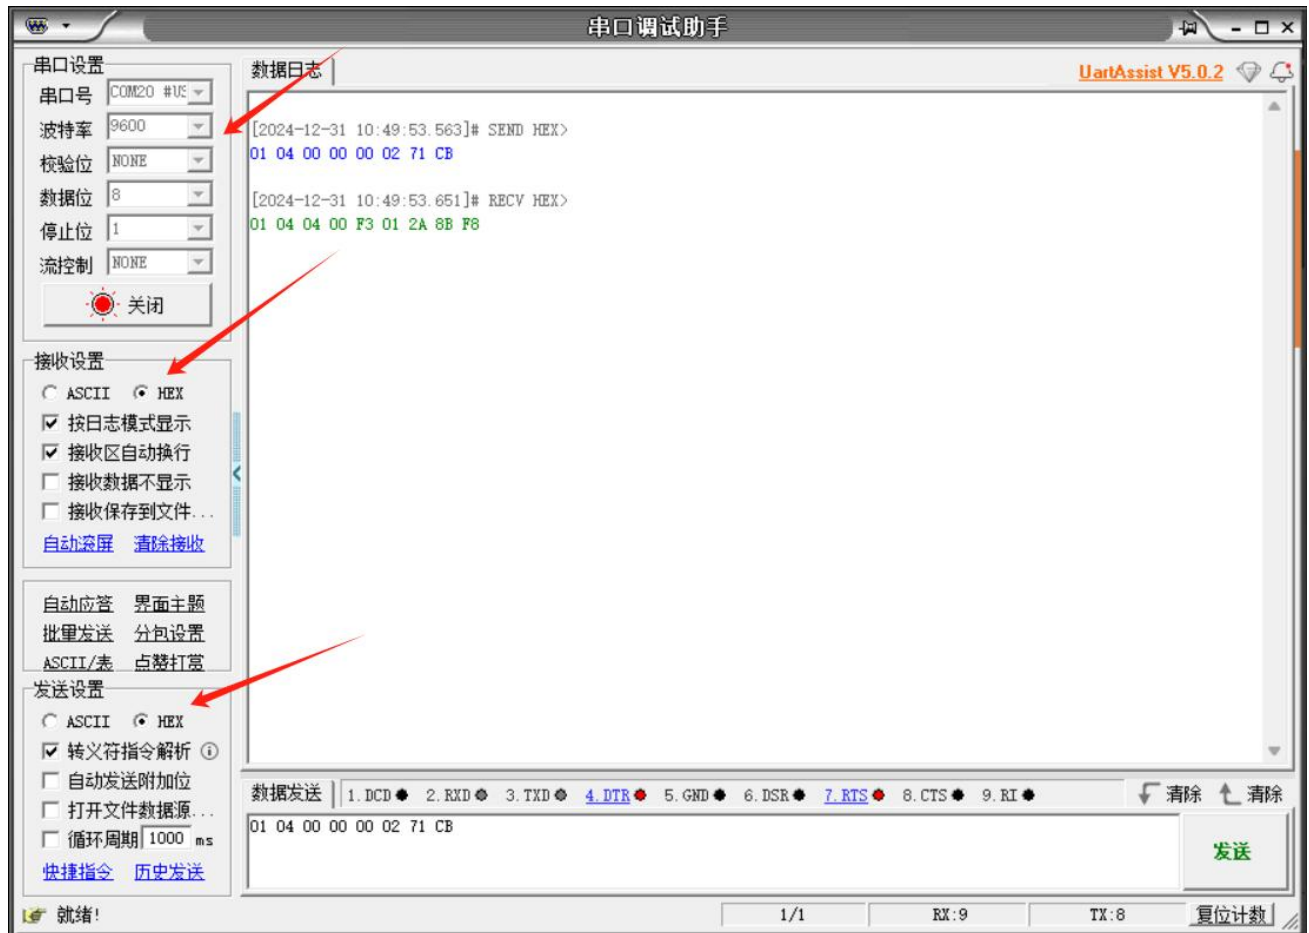 串口调试助手
串口设置
串口号 COM20 #US
波特率 9600
校验位 NONE
数据位 8
停止位 1
流控制 NONE
关闭
接收设置
ASCII HEX
按日志模式显示
接收区自动换行
接收数据不显示
接收保存到文件...
自动滚屏 清除接收
自动应答 界面主题
批量发送 分包设置
ASCII/表 点赞打赏
发送设置
ASCII HEX
转义符指令解析
自动发送附加位
打开文件数据源...
循环周期 1000 ms
快捷指令 历史发送
数据日志
UartAssist V5.0.2
[2024-12-31 10:49:53.563]# SEND HEX>
01 04 00 00 00 02 71 CB
[2024-12-31 10:49:53.651]# RECV HEX>
01 04 04 00 F3 01 2A 8B F8
数据发送 1.DCD 2.RXD 3.TXD 4.DTR 5.GND 6.DSR 7.RTS 8.CTS 9.RI 清除 清除
01 04 00 00 00 02 71 CB
发送
就绪! 1/1 RX:9 TX:8 复位计数